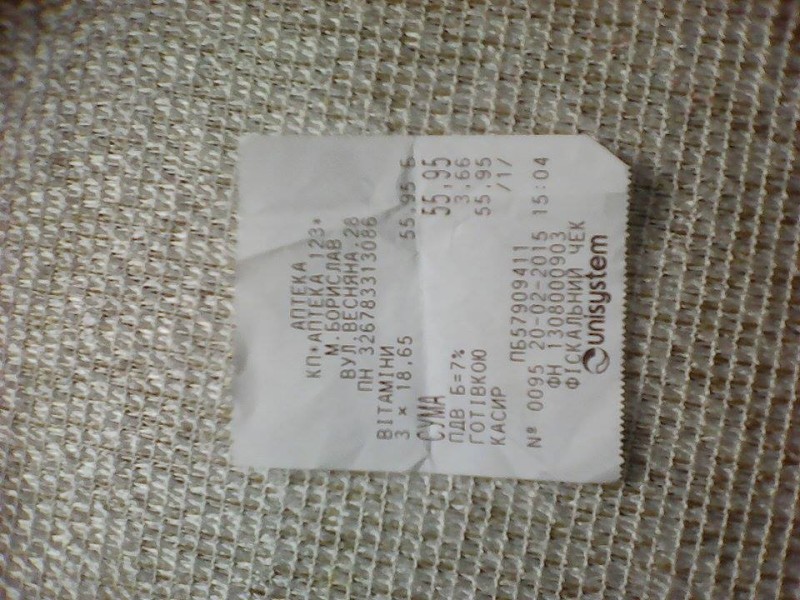 АПТЕКА
КП"АПТЕКА 123"
М.БОРИСЛАВ
ВУЛ.ВЕСНЯНА,28
ПН 326783313086
ВІТАМІНИ
3 × 18.65 55.95 Б
СУМА 55,95
ПДВ Б=7% 3.66
ГОТІВКОЮ 55.95
КАСИР /1/
ПБ57909411
№ 0095 20-02-2015 15:04
ФН 1308000903
ФІСКАЛЬНИЙ ЧЕК
unisystem